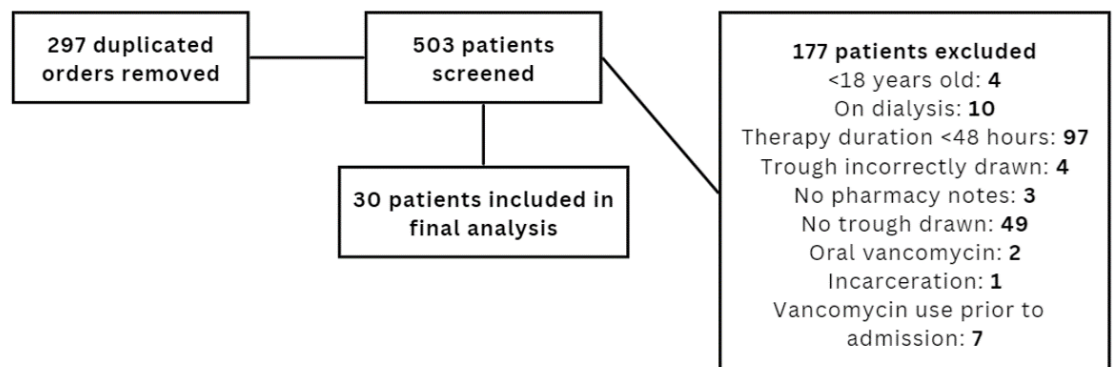 297 duplicated
orders removed
503 patients
screened
30 patients included in
final analysis
177 patients excluded
<18 years old: 4
On dialysis: 10
Therapy duration <48 hours: 97
Trough incorrectly drawn: 4
No pharmacy notes: 3
No trough drawn: 49
Oral vancomycin: 2
Incarceration: 1
Vancomycin use prior to
admission: 7